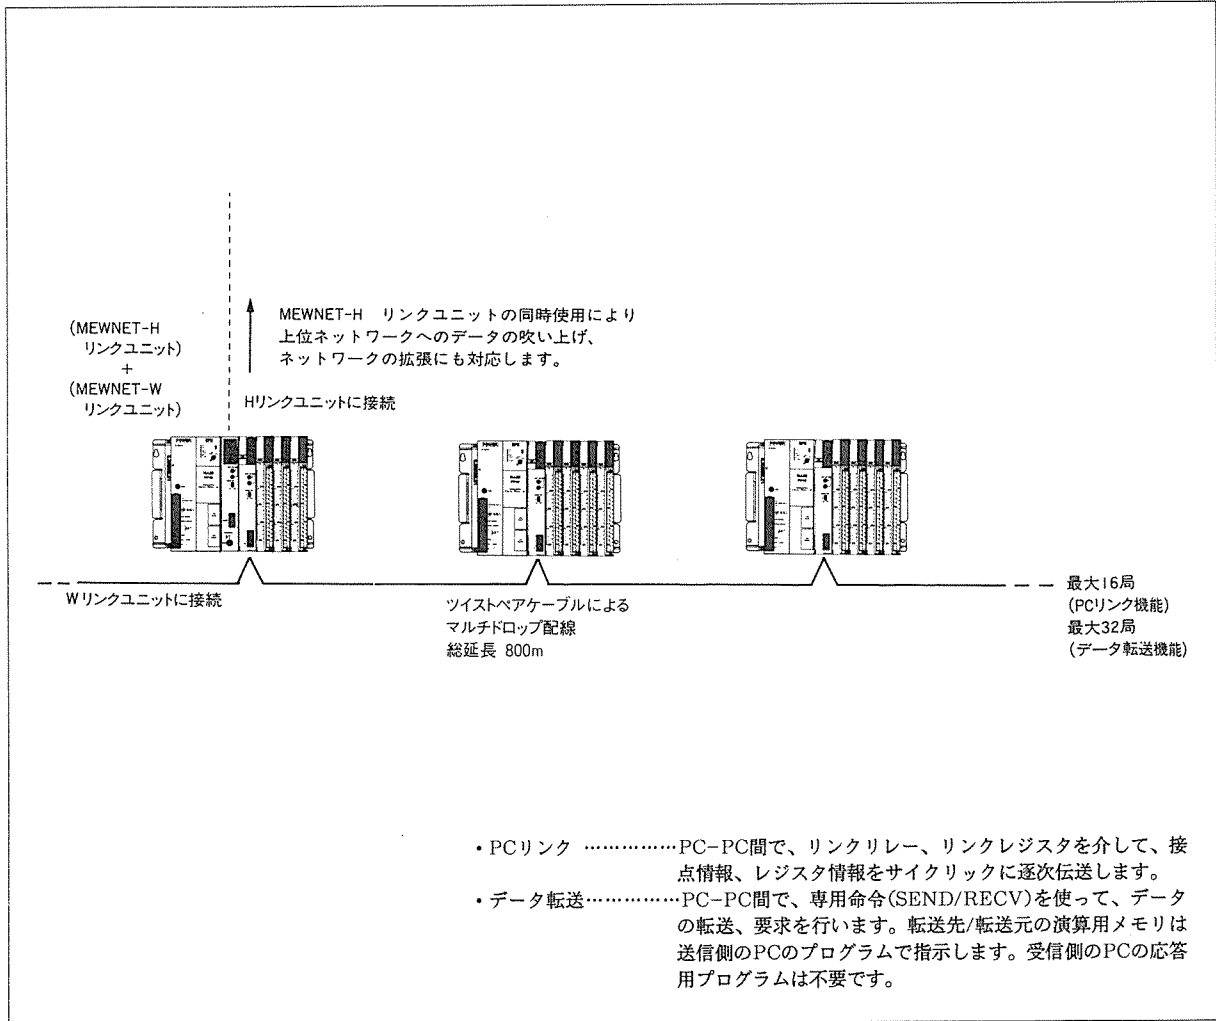 (MEWNET-H
リンクユニット)
+
(MEWNET-W
リンクユニット)
MEWNET-H リンクユニットの同時使用により
上位ネットワークへのデータの吹い上げ、
ネットワークの拡張にも対応します。
Hリンクユニットに接続
Wリンクユニットに接続
ツイストペアケーブルによる
マルチドロップ配線
総延長 800m
最大16局
(PCリンク機能)
最大32局
(データ転送機能)
・PCリンク ……………PC-PC間で、リンクリレー、リンクレジスタを介して、接
点情報、レジスタ情報をサイクリックに逐次伝送します。
・データ転送……………PC-PC間で、専用命令(SEND/RECV)を使って、データ
の転送、要求を行います。転送先/転送元の演算用メモリは
送信側のPCのプログラムで指示します。受信側のPCの応答
用プログラムは不要です。